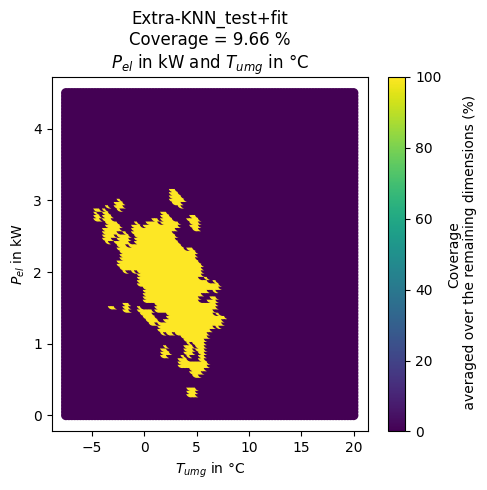 Extra-KNN_test+fit
Coverage = 9.66 %
P_el in kW and T_umg in °C
100
80
60
40
20
0
Coverage
averaged over the remaining dimensions (%)
4
3
2
1
0
P_el in kW
−5
0
5
10
15
20
T_umg in °C